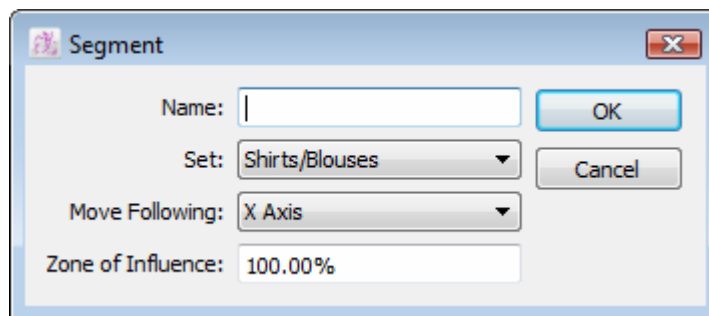 Segment
Name:
OK
Set: Shirts/Blouses
Cancel
Move Following: X Axis
Zone of Influence: 100.00%